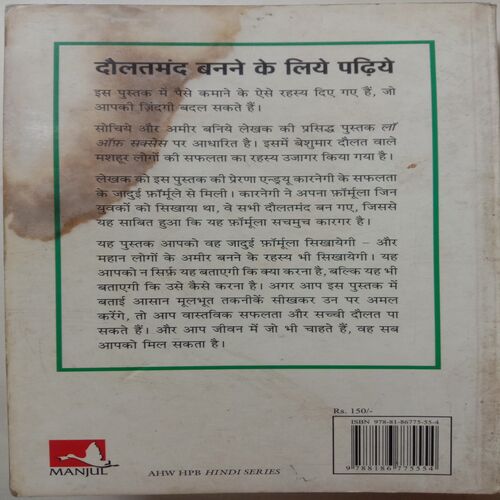 दौलतमंद बनने के लिये पढ़िये
इस पुस्तक में पैसे कमाने के ऐसे रहस्य दिए गए हैं, जो
आपकी ज़िंदगी बदल सकते हैं।
सोचिये और अमीर बनिये लेखक की प्रसिद्ध पुस्तक लॉ
ऑफ़ सक्सेस पर आधारित है। इसमें बेशुमार दौलत वाले
मशहूर लोगों की सफलता का रहस्य उजागर किया गया है।
लेखक को इस पुस्तक की प्रेरणा एन्ड्रयू कारनेगी के सफलता
के जादुई फ़ॉर्मूले से मिली। कारनेगी ने अपना फ़ॉर्मूला जिन
युवकों को सिखाया था, वे सभी दौलतमंद बन गए, जिससे
यह साबित हुआ कि यह फ़ॉर्मूला सचमुच कारगर है।
यह पुस्तक आपको वह जादुई फ़ॉर्मूला सिखायेगी – और
महान लोगों के अमीर बनने के रहस्य भी सिखायेगी। यह
आपको न सिर्फ़ यह बताएगी कि क्या करना है, बल्कि यह भी
बताएगी कि उसे कैसे करना है। अगर आप इस पुस्तक में
बताई आसान मूलभूत तकनीकें सीखकर उन पर अमल
करेंगे, तो आप वास्तविक सफलता और सच्ची दौलत पा
सकते हैं। और आप जीवन में जो भी चाहते हैं, वह सब
आपको मिल सकता है।
Rs. 150/-
ISBN 978-81-86775-55-4
9 788186 775554
MANJUL
AHW HPB HINDI SERIES